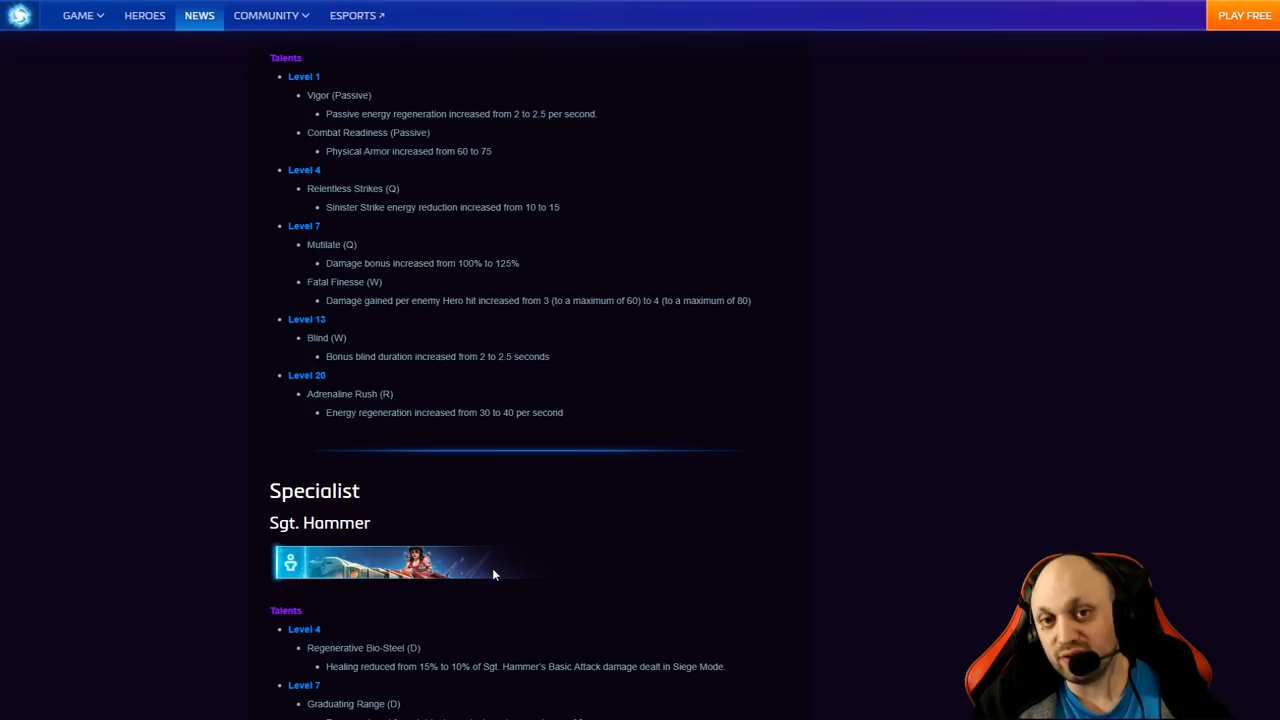 GAME HEROES NEWS COMMUNITY ESPORTS PLAY FREE
Talents
Level 1
Vigor (Passive)
Passive energy regeneration increased from 2 to 2.5 per second.
Combat Readiness (Passive)
Physical Armor increased from 60 to 75
Level 4
Relentless Strikes (Q)
Sinister Strike energy reduction increased from 10 to 15
Level 7
Mutilate (Q)
Damage bonus increased from 100% to 125%
Fatal Finesse (W)
Damage gained per enemy Hero hit increased from 3 (to a maximum of 60) to 4 (to a maximum of 80)
Level 13
Blind (W)
Bonus blind duration increased from 2 to 2.5 seconds
Level 20
Adrenaline Rush (R)
Energy regeneration increased from 30 to 40 per second
Specialist
Sgt. Hammer
Talents
Level 4
Regenerative Bio-Steel (D)
Healing reduced from 15% to 10% of Sgt. Hammer's Basic Attack damage dealt in Siege Mode.
Level 7
Graduating Range (D)